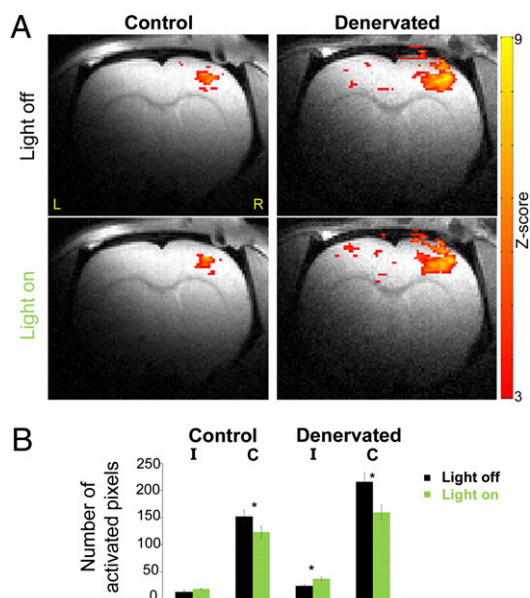 A
Control
Denervated
Light off
L
R
Light on
9
Z-score
3
B
Control
Denervated
I
C
I
C
Number of
activated pixels
250
200
150
100
50
0
*
*
*
Light off
Light on